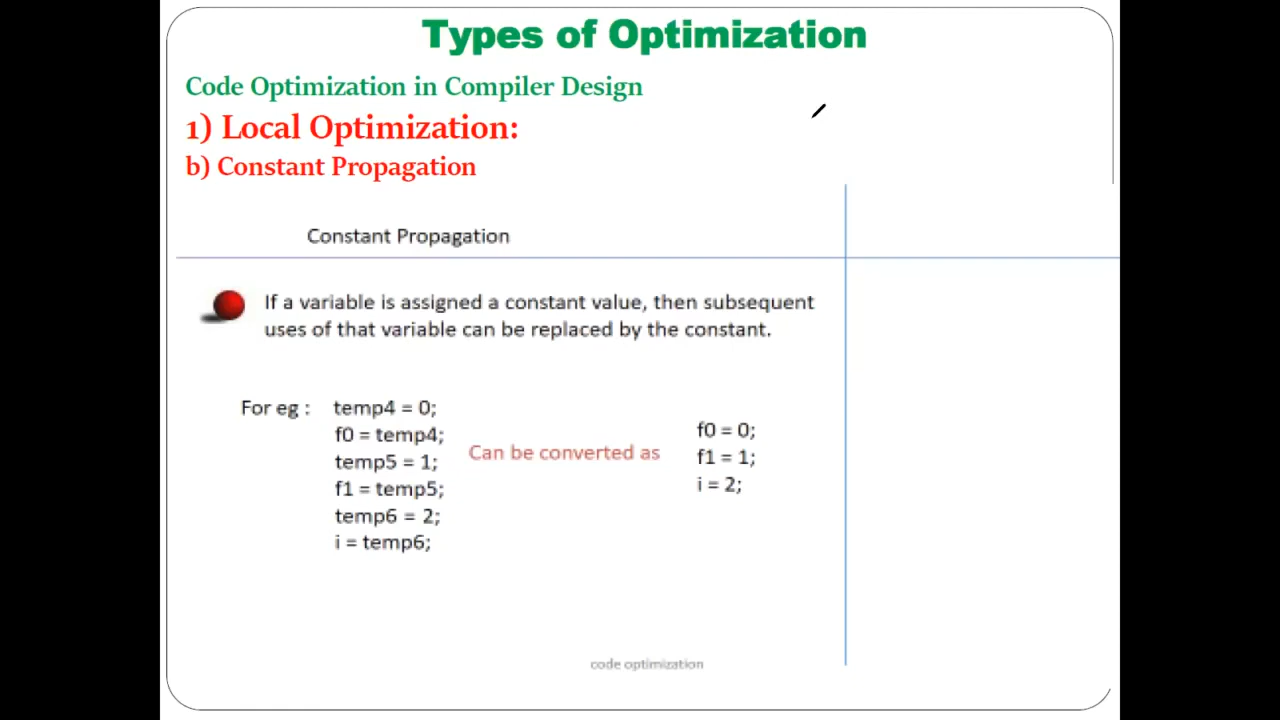 Types of Optimization
Code Optimization in Compiler Design
1) Local Optimization:
b) Constant Propagation
Constant Propagation
If a variable is assigned a constant value, then subsequent
uses of that variable can be replaced by the constant.
For eg : temp4 = 0;
f0 = temp4;
temp5 = 1;
f1 = temp5;
temp6 = 2;
i = temp6;
Can be converted as
f0 = 0;
f1 = 1;
i = 2;
code optimization